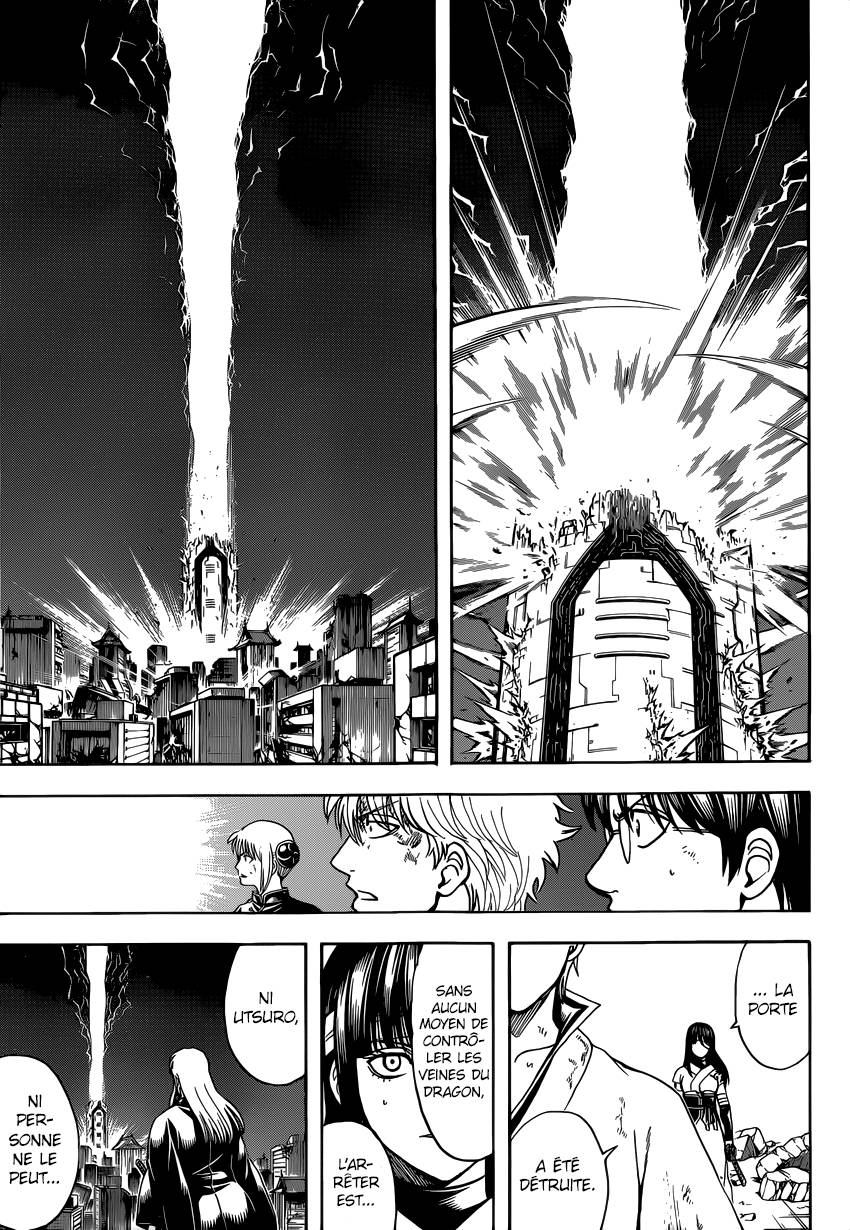 ... LA
PORTE
A ÉTÉ
DÉTRUITE.
SANS
AUCUN
MOYEN DE
CONTRÔ-
LER LES
VEINES DU
DRAGON,
L'AR-
RÊTER
EST...
NI
UTSURO,
NI
PER-
SONNE
NE LE
PEUT...